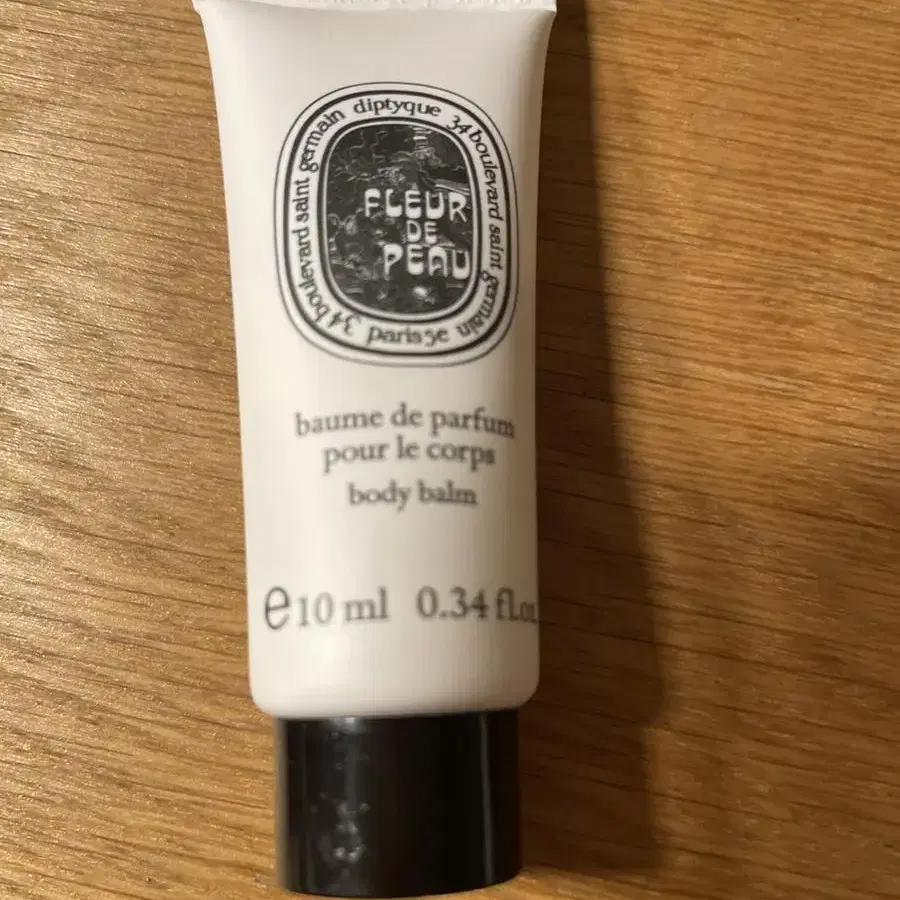 diptyque 34 boulevard saint germain paris 5e 34 boulevard saint germain
FLEUR
DE
PEAU
baume de parfum
pour le corps
body balm
e 10 ml 0.34 fl.oz